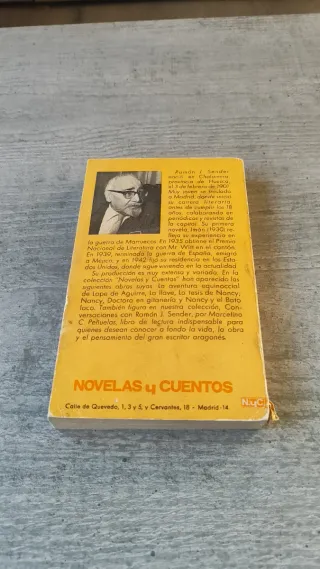 Ramón J. Sender
nació en Chalamera,
provincia de Huesca,
el 3 de febrero de 1901.
Muy joven se trasladó
a Madrid, donde inició
su carrera literaria
antes de cumplir los 18
años, colaborando en
periódicos y revistas de
la capital. Su primera
novela, Imán (1930), re-
fleja su experiencia en
la guerra de Marruecos. En 1935 obtiene el Premio
Nacional de Literatura con Mr. Witt en el cantón.
En 1939, terminada la guerra de España, emigra
a Méjico, y en 1942 fija su residencia en los Esta-
dos Unidos, donde sigue viviendo en la actualidad.
Su producción es muy extensa y variada. En la
colección "Novelas y Cuentos" han aparecido las
siguientes obras suyas: La aventura equinoccial
de Lope de Aguirre, La llave, La tesis de Nancy,
Nancy, Doctora en gitanería y Nancy y el Bato
loco. También figura en nuestra colección, Con-
versaciones con Ramón J. Sender, por Marcelino
C. Peñuelas, libro de lectura indispensable para
quienes desean conocer a fondo la vida, la obra
y el pensamiento del gran escritor aragonés.
NOVELAS y CUENTOS
NyC
Calle de Quevedo, 1, 3 y 5, y Cervantes, 18 - Madrid-14